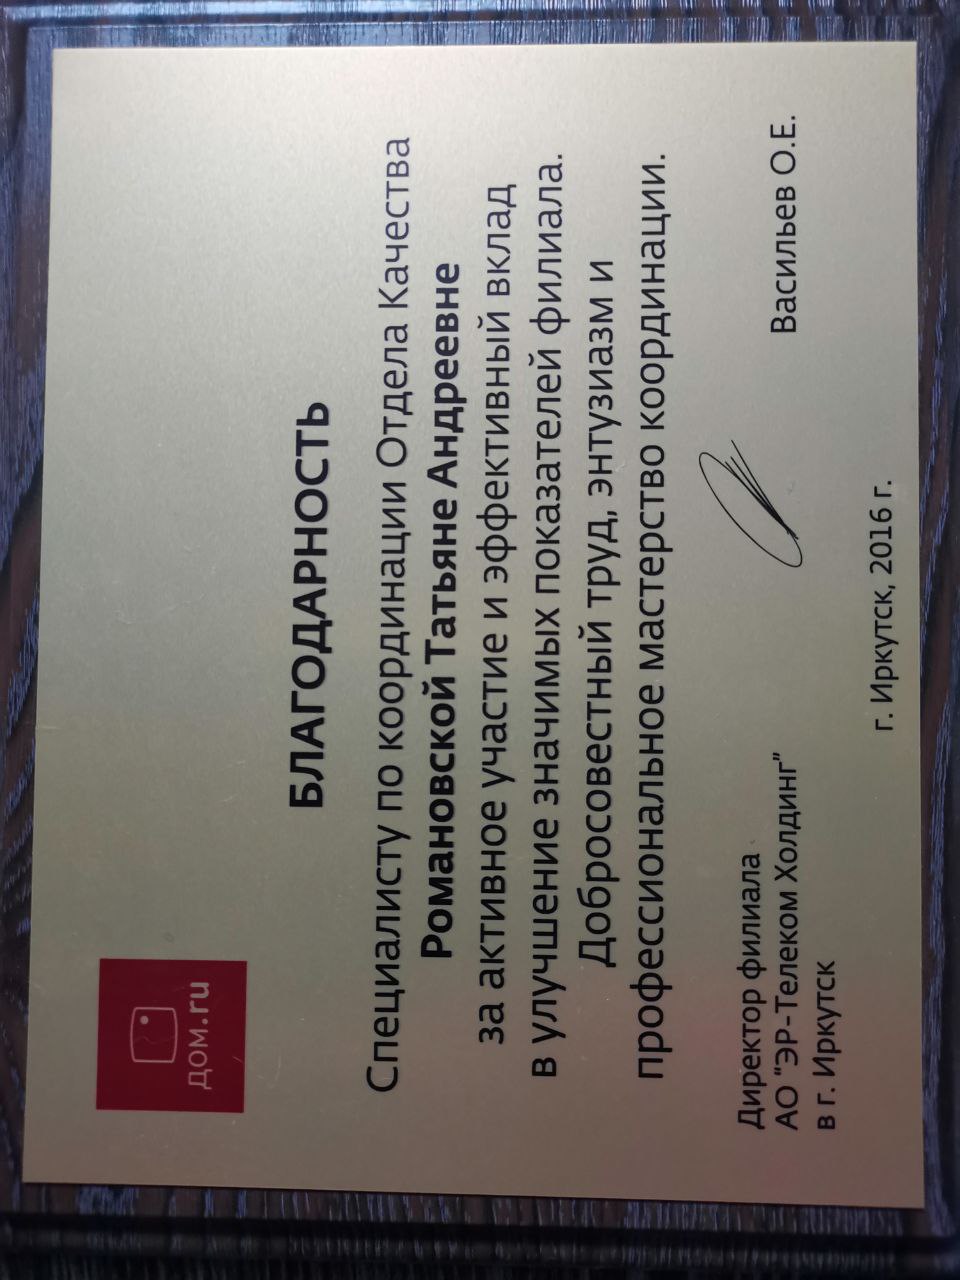 дом.ru
БЛАГОДАРНОСТЬ
Специалисту по координации Отдела Качества
Романовской Татьяне Андреевне
за активное участие и эффективный вклад
в улучшение значимых показателей филиала.
Добросовестный труд, энтузиазм и
профессиональное мастерство координации.
Директор филиала
АО "ЭР-Телеком Холдинг"
в г. Иркутск
Васильев О.Е.
г. Иркутск, 2016 г.